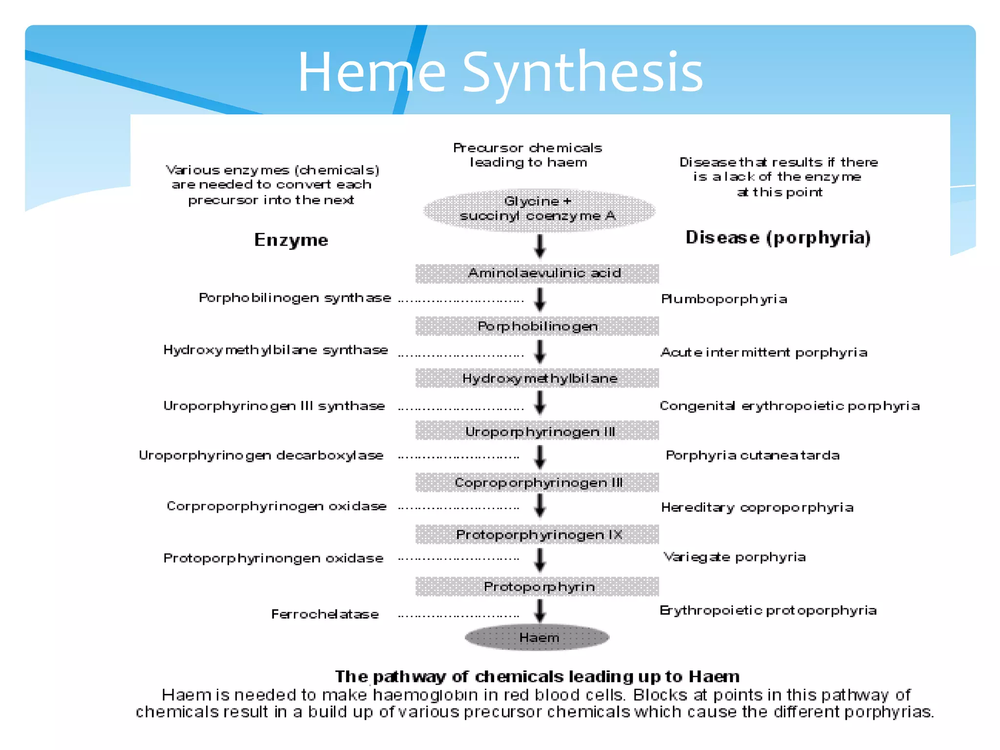 Heme Synthesis
Various enzymes (chemicals)
are needed to convert each
precursor into the next
Precursor chemicals
leading to haem
Disease that results if there
is a lack of the enzyme
at this point
Glycine +
succinyl coenzyme A
Enzyme
Disease (porphyria)
Aminolaevulinic acid
Porphobilinogen synthase
Plumboporphyria
Porphobilinogen
Hydroxymethylbilane synthase
Acute intermittent porphyria
Hydroxymethylbilane
Uroporphyrinogen III synthase
Congenital erythropoietic porphyria
Uroporphyrinogen III
Uroporphyrinogen decarboxylase
Porphyria cutanea tarda
Coproporphyrinogen III
Corproporphyrinogen oxidase
Hereditary coproporphyria
Protoporphyrinogen IX
Protoporphyrinongen oxidase
Variegate porphyria
Protoporphyrin
Ferrochelatase
Erythropoietic protoporphyria
Haem
The pathway of chemicals leading up to Haem
Haem is needed to make haemoglobin in red blood cells. Blocks at points in this pathway of
chemicals result in a build up of various precursor chemicals which cause the different porphyrias.